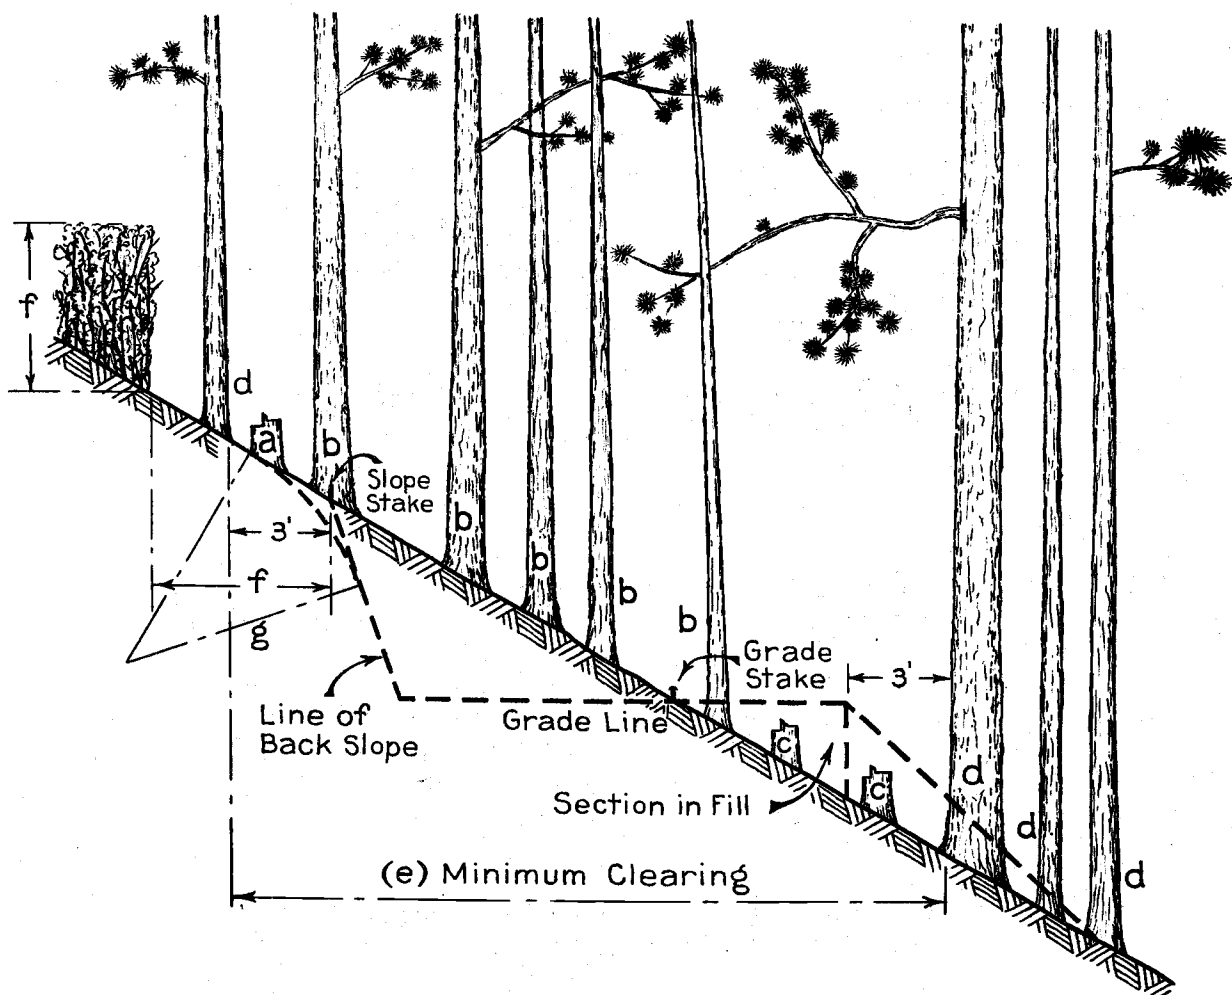 f
d
a
b
Slope
Stake
3'
f
g
b
b
b
b
Line of
Back Slope
Grade Line
Grade
Stake
3'
c
c
Section in Fill
d
d
d
(e) Minimum Clearing